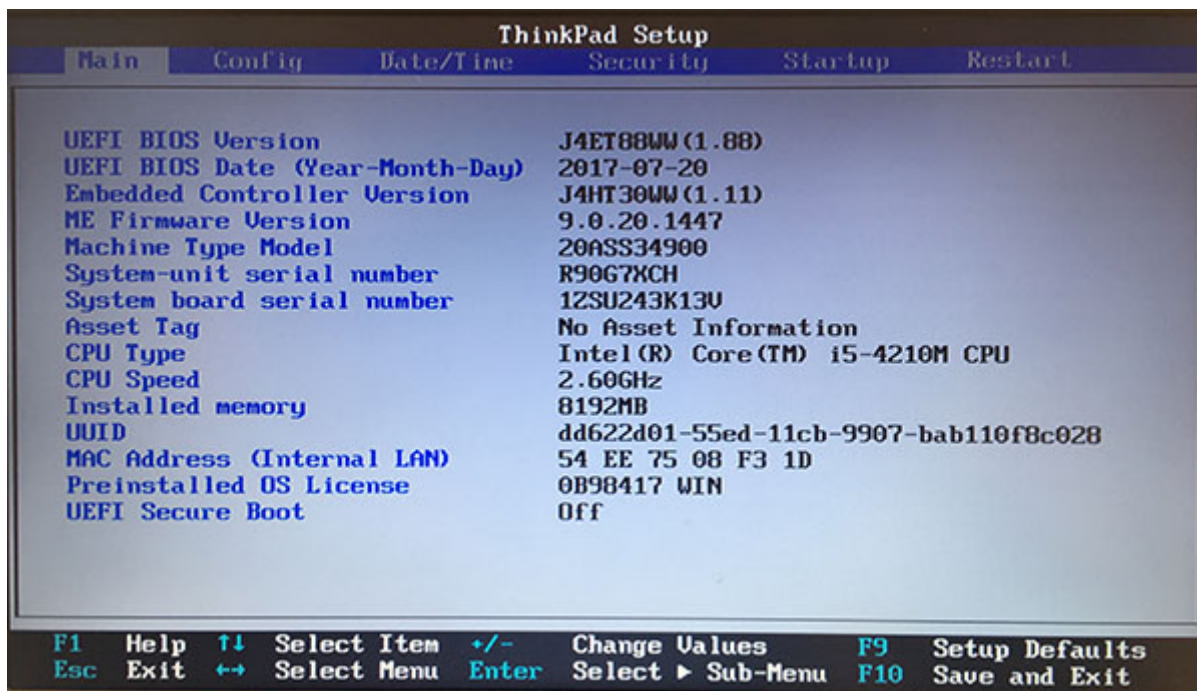 ThinkPad Setup
Main Config Date/Time Security Startup Restart
UEFI BIOS Version J4ET88WW(1.88)
UEFI BIOS Date (Year-Month-Day) 2017-07-20
Embedded Controller Version J4HT30WW(1.11)
ME Firmware Version 9.0.20.1447
Machine Type Model 20ASS34900
System-unit serial number R90G7XCH
System board serial number 1ZSU243K13V
Asset Tag No Asset Information
CPU Type Intel(R) Core(TM) i5-4210M CPU
CPU Speed 2.60GHz
Installed memory 8192MB
UUID dd622d01-55ed-11cb-9907-bab110f8c028
MAC Address (Internal LAN) 54 EE 75 08 F3 1D
Preinstalled OS License 0B98417 WIN
UEFI Secure Boot Off
F1 Help ↑↓ Select Item +/- Change Values F9 Setup Defaults
Esc Exit ←→ Select Menu Enter Select ▶ Sub-Menu F10 Save and Exit